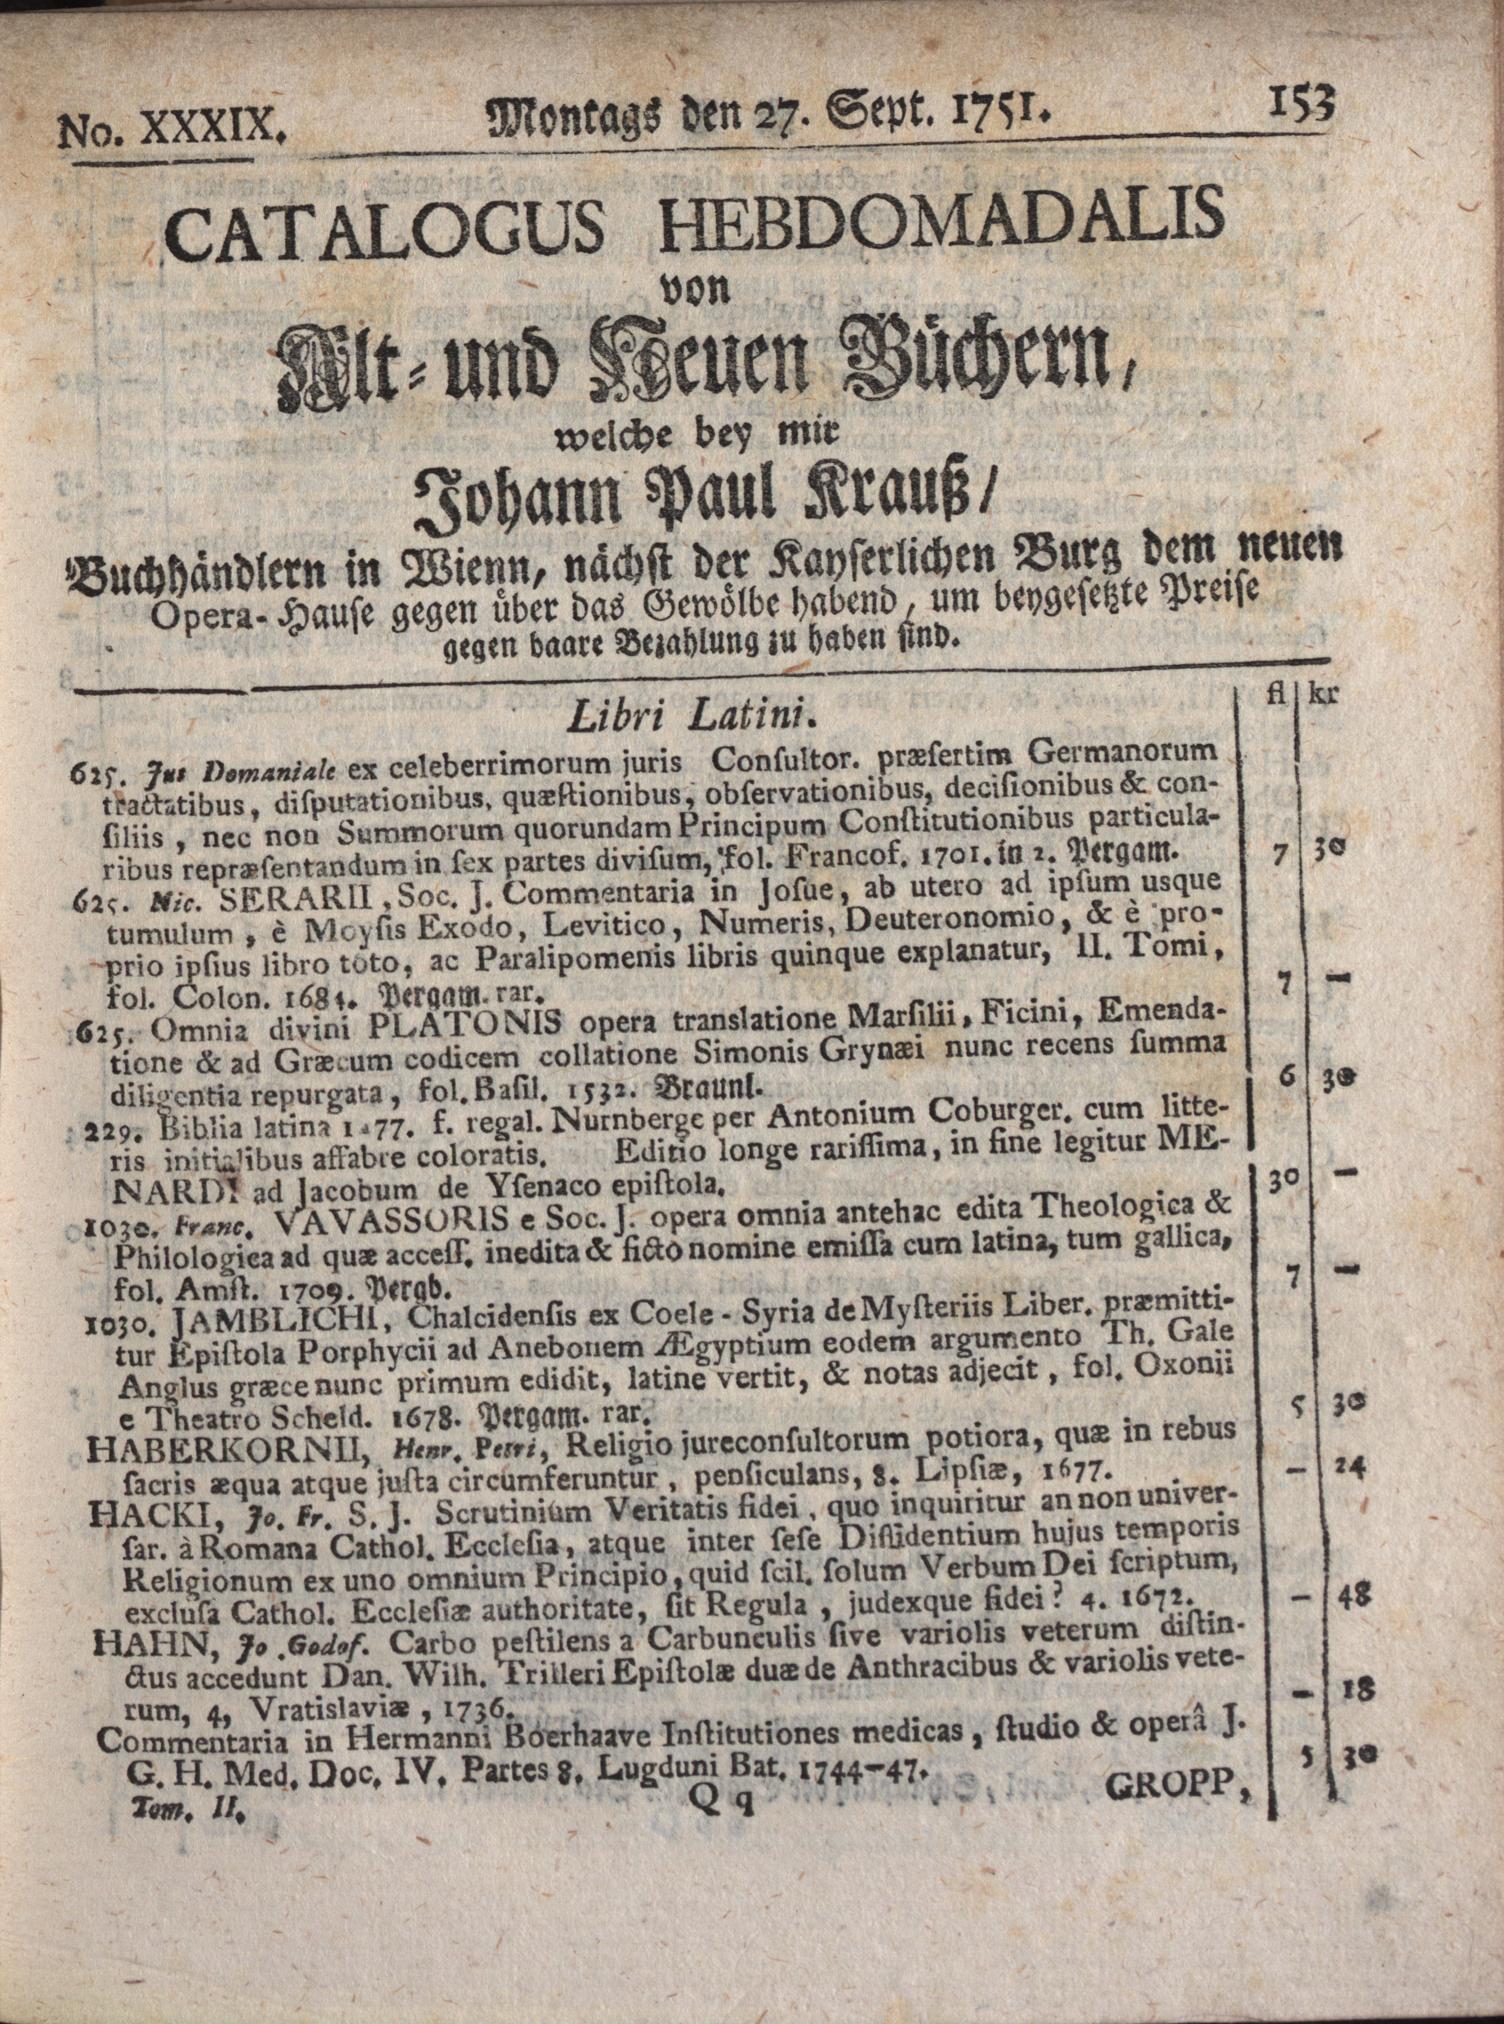 No. XXXIX. Montags den 27. Sept. 1751. 153
CATALOGUS HEBDOMADALIS
von
Alt- und Neuen Büchern,
welche bey mir
Johann Paul Krauß/
Buchhändlern in Wienn, nächst der Kayserlichen Burg dem neuen
Opera-Hause gegen über das Gewölbe habend, um beygesetzte Preise
gegen baare Bezahlung zu haben sind.
Libri Latini. fl kr
625. Jus Domaniale ex celeberrimorum juris Consultor. præsertim Germanorum
tractatibus, disputationibus, quæstionibus, observationibus, decisionibus & con-
siliis, nec non Summorum quorundam Principum Constitutionibus particula-
ribus repræsentandum in sex partes divisum, fol. Francof. 1701. in 2. Pergam. 7 30
625. Nic. SERARII, Soc. J. Commentaria in Josue, ab utero ad ipsum usque
tumulum, è Moysis Exodo, Levitico, Numeris, Deuteronomio, & è pro-
prio ipsius libro toto, ac Paralipomenis libris quinque explanatur, II. Tomi,
fol. Colon. 1684. Pergam. rar. 7 —
625. Omnia divini PLATONIS opera translatione Marsilii, Ficini, Emenda-
tione & ad Græcum codicem collatione Simonis Grynæi nunc recens summa
diligentia repurgata, fol. Basil. 1532. Braunl. 6 30
229. Biblia latina 1477. f. regal. Nurnberge per Antonium Coburger. cum litte-
ris initialibus affabre coloratis. Editio longe rarissima, in fine legitur ME-
NARDI ad Jacobum de Ysenaco epistola. 30 —
1030. Franc. VAVASSORIS e Soc. J. opera omnia antehac edita Theologica &
Philologica ad quæ access. inedita & ficto nomine emissa cum latina, tum gallica,
fol. Amst. 1709. Pergb. 7 —
1030. JAMBLICHI, Chalcidensis ex Coele-Syria de Mysteriis Liber. præmitti-
tur Epistola Porphycii ad Anebonem Ægyptium eodem argumento Th. Gale
Anglus græce nunc primum edidit, latine vertit, & notas adjecit, fol. Oxonii
e Theatro Scheld. 1678. Pergam. rar. 5 30
HABERKORNII, Henr. Petri, Religio jureconsultorum potiora, quæ in rebus
sacris æqua atque justa circumferuntur, pensiculans, 8. Lipsiæ, 1677. — 24
HACKI, Jo. Fr. S. J. Scrutinium Veritatis fidei, quo inquiritur an non univer-
sar. à Romana Cathol. Ecclesia, atque inter sese Dissidentium hujus temporis
Religionum ex uno omnium Principio, quid scil. solum Verbum Dei scriptum,
exclusa Cathol. Ecclesiæ authoritate, sit Regula, judexque fidei? 4. 1672. — 48
HAHN, Jo. Godof. Carbo pestilens a Carbunculis sive variolis veterum distin-
ctus accedunt Dan. Wilh. Trilleri Epistolæ duæ de Anthracibus & variolis vete-
rum, 4, Vratislaviæ, 1736. — 18
Commentaria in Hermanni Boerhaave Institutiones medicas, studio & operâ J.
G. H. Med. Doc. IV. Partes 8. Lugduni Bat. 1744—47. 5 30
Tom. II. Q q GROPP,